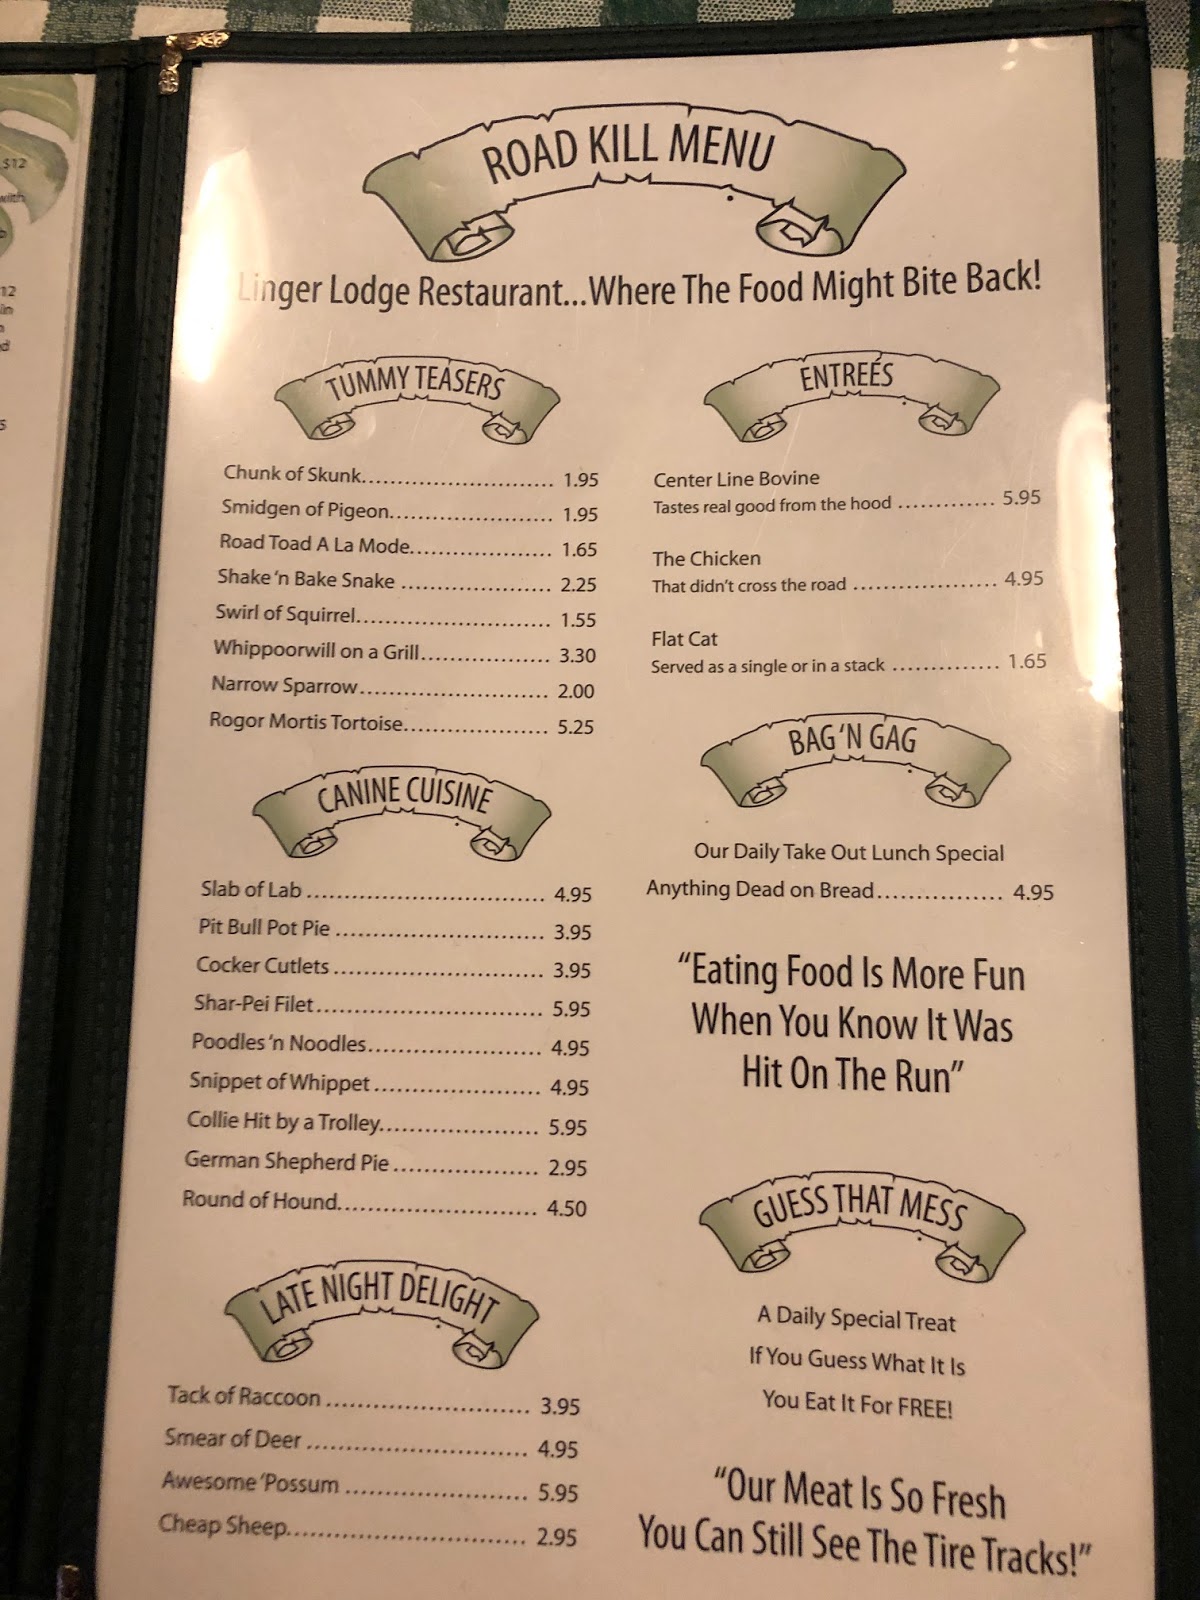 ROAD KILL MENU
Linger Lodge Restaurant...Where The Food Might Bite Back!
TUMMY TEASERS
Chunk of Skunk........................... 1.95
Smidgen of Pigeon....................... 1.95
Road Toad A La Mode.................... 1.65
Shake 'n Bake Snake ..................... 2.25
Swirl of Squirrel........................... 1.55
Whippoorwill on a Grill.................. 3.30
Narrow Sparrow.......................... 2.00
Rogor Mortis Tortoise.................... 5.25
CANINE CUISINE
Slab of Lab ................................. 4.95
Pit Bull Pot Pie ............................ 3.95
Cocker Cutlets ............................. 3.95
Shar-Pei Filet............................... 5.95
Poodles 'n Noodles....................... 4.95
Snippet of Whippet ...................... 4.95
Collie Hit by a Trolley..................... 5.95
German Shepherd Pie ................... 2.95
Round of Hound.......................... 4.50
LATE NIGHT DELIGHT
Tack of Raccoon ........................... 3.95
Smear of Deer ............................. 4.95
Awesome 'Possum ........................ 5.95
Cheap Sheep............................... 2.95
ENTREÉS
Center Line Bovine
Tastes real good from the hood ............ 5.95
The Chicken
That didn't cross the road .................. 4.95
Flat Cat
Served as a single or in a stack ............. 1.65
BAG 'N GAG
Our Daily Take Out Lunch Special
Anything Dead on Bread................ 4.95
“Eating Food Is More Fun
When You Know It Was
Hit On The Run”
GUESS THAT MESS
A Daily Special Treat
If You Guess What It Is
You Eat It For FREE!
“Our Meat Is So Fresh
You Can Still See The Tire Tracks!”